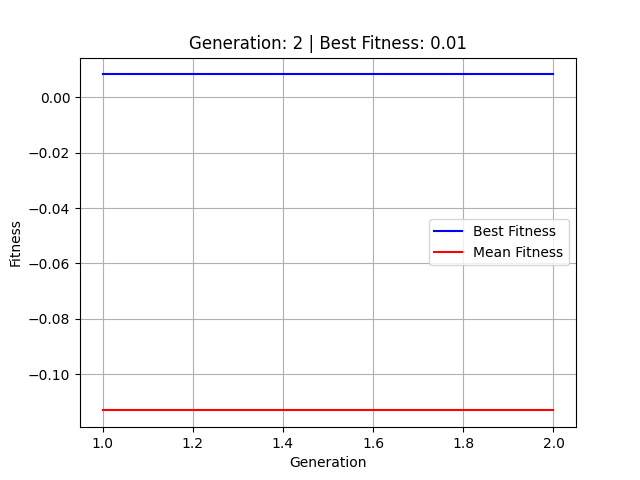 Generation: 2 | Best Fitness: 0.01
Fitness
0.00
−0.02
−0.04
−0.06
−0.08
−0.10
Best Fitness
Mean Fitness
1.0 1.2 1.4 1.6 1.8 2.0
Generation